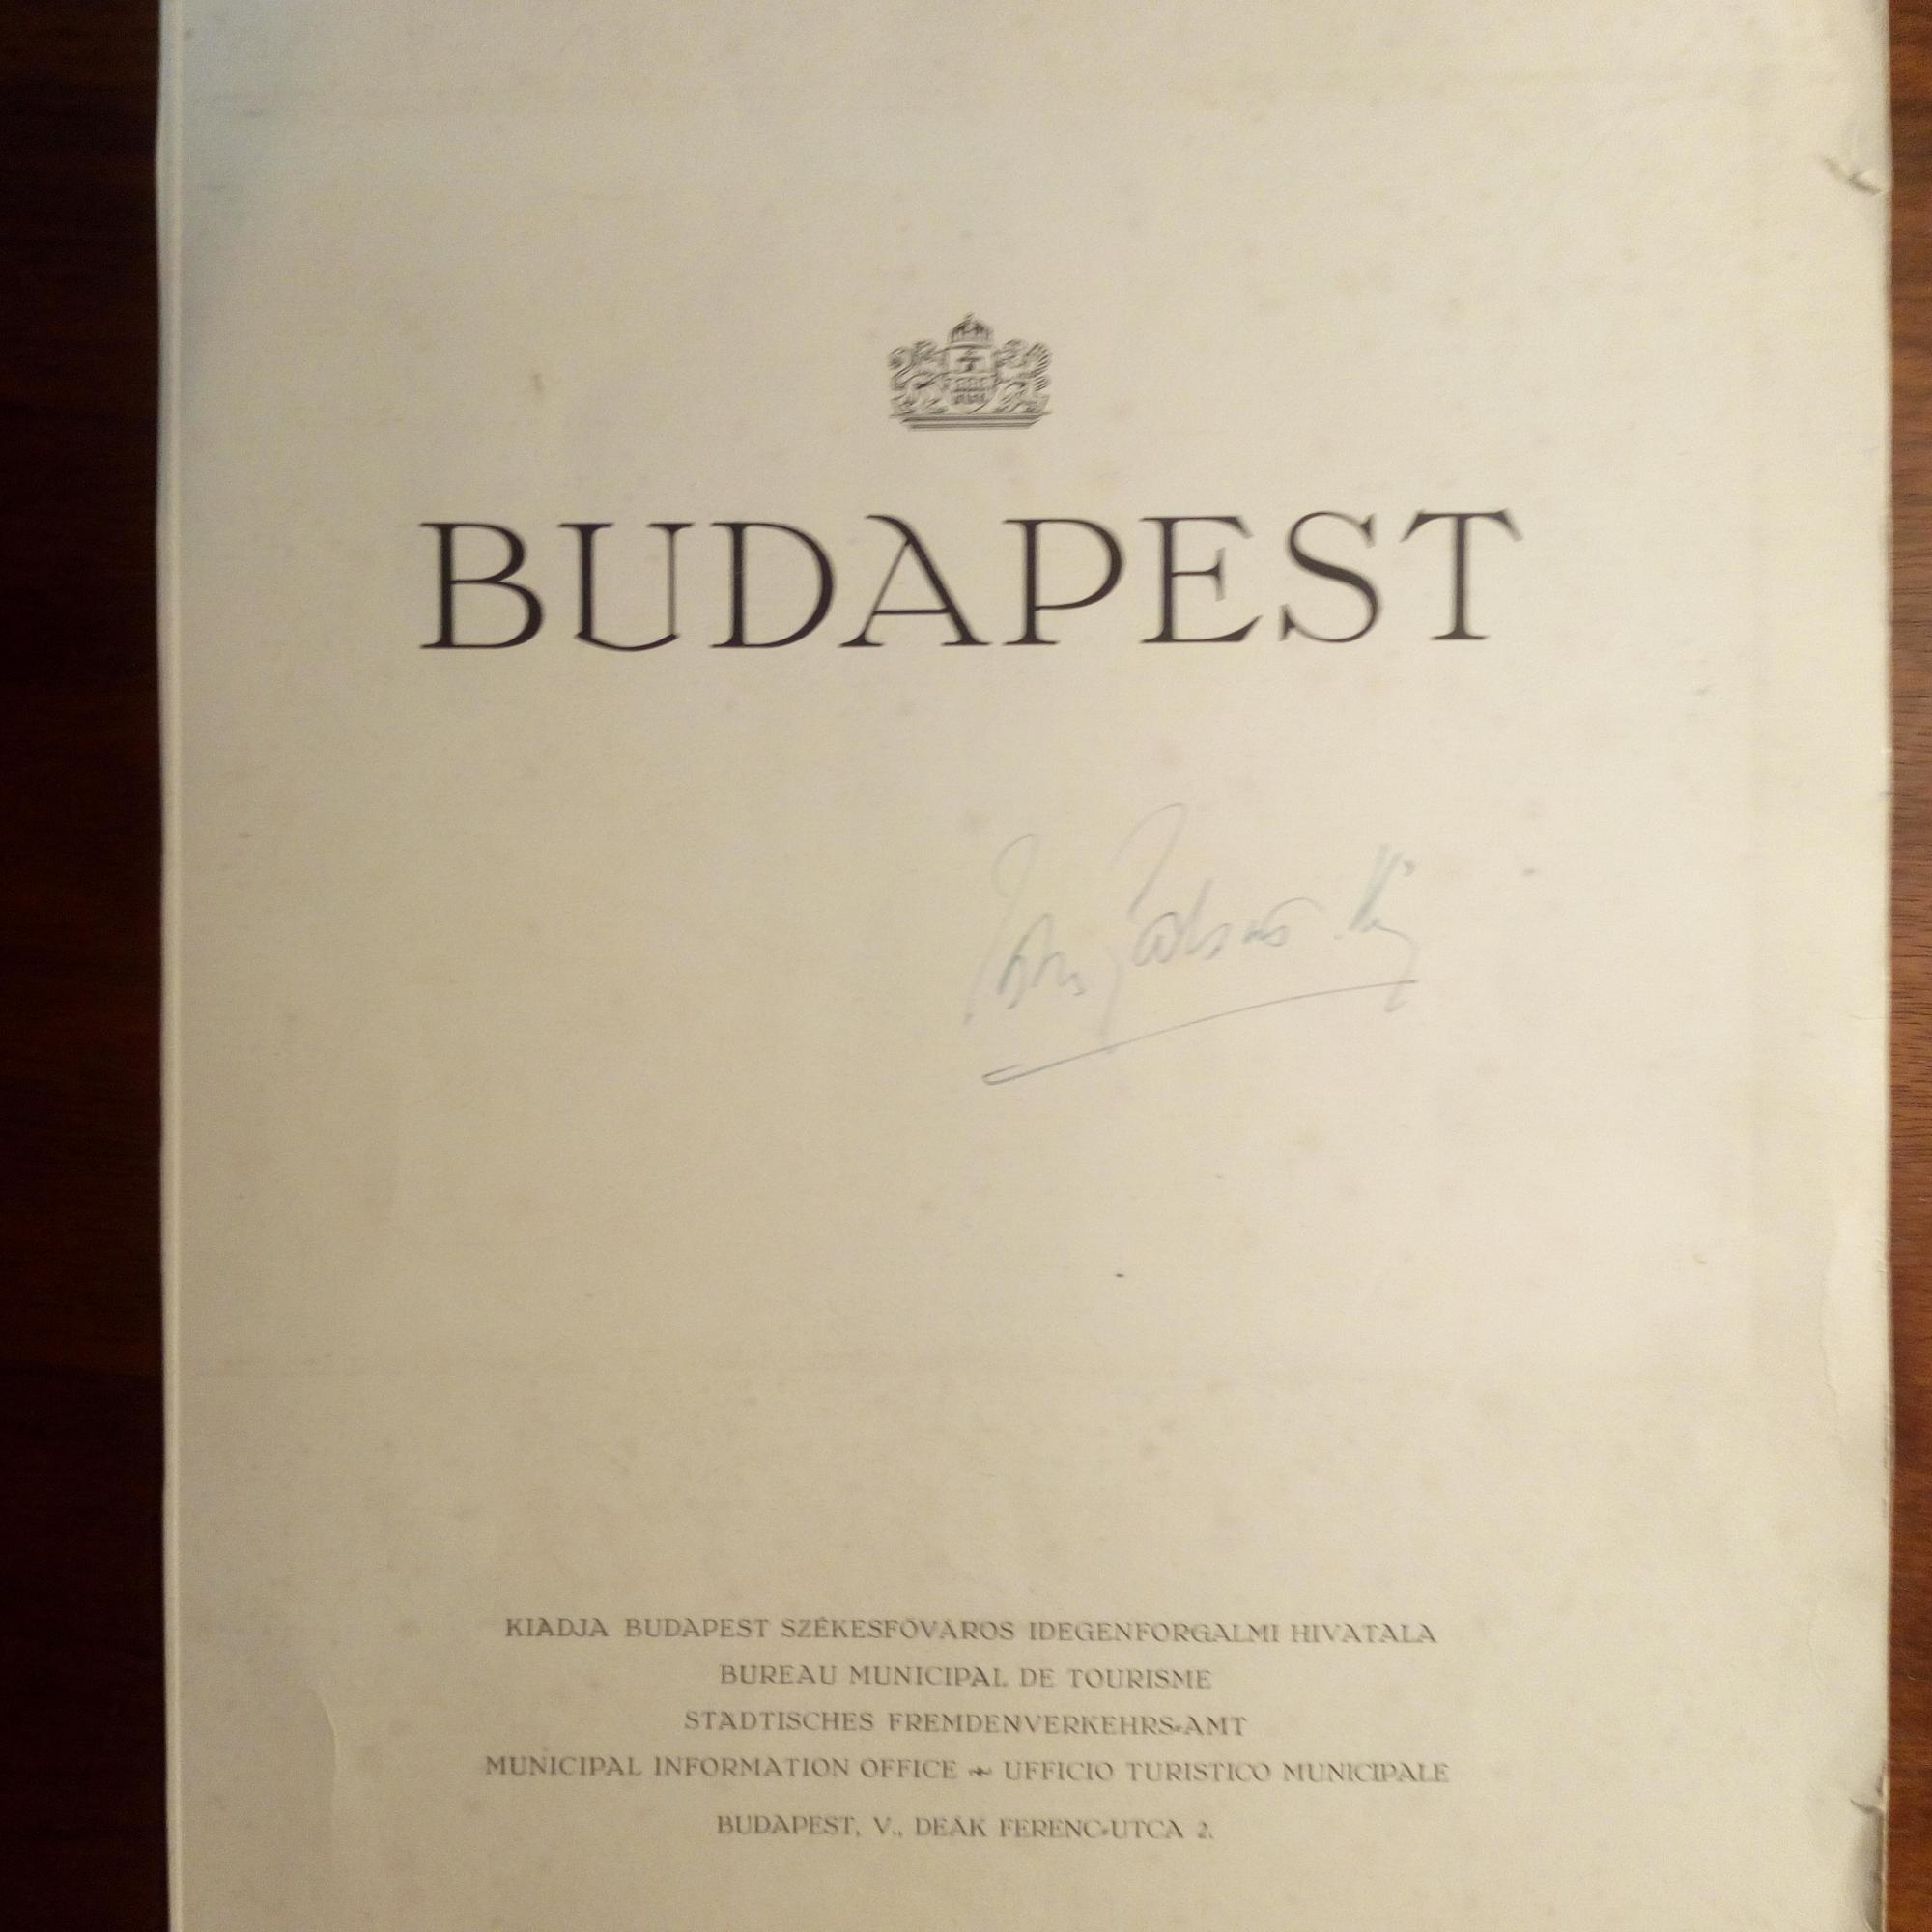 BUDAPEST
KIADJA BUDAPEST SZÉKESFŐVÁROS IDEGENFORGALMI HIVATALA
BUREAU MUNICIPAL DE TOURISME
STÄDTISCHES FREMDENVERKEHRS-AMT
MUNICIPAL INFORMATION OFFICE ~ UFFICIO TURISTICO MUNICIPALE
BUDAPEST, V., DEÁK FERENC-UTCA 2.